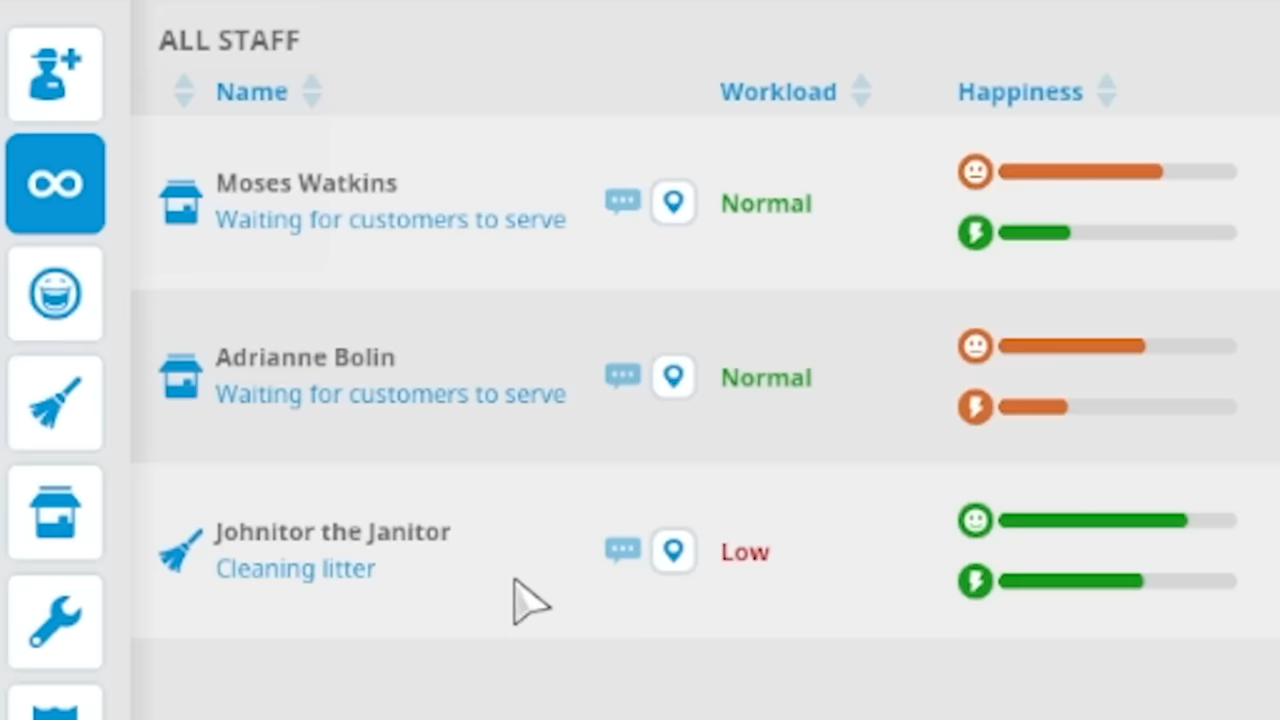 ALL STAFF
Name Workload Happiness
Moses Watkins
Waiting for customers to serve
Normal
Adrianne Bolin
Waiting for customers to serve
Normal
Johnitor the Janitor
Cleaning litter
Low